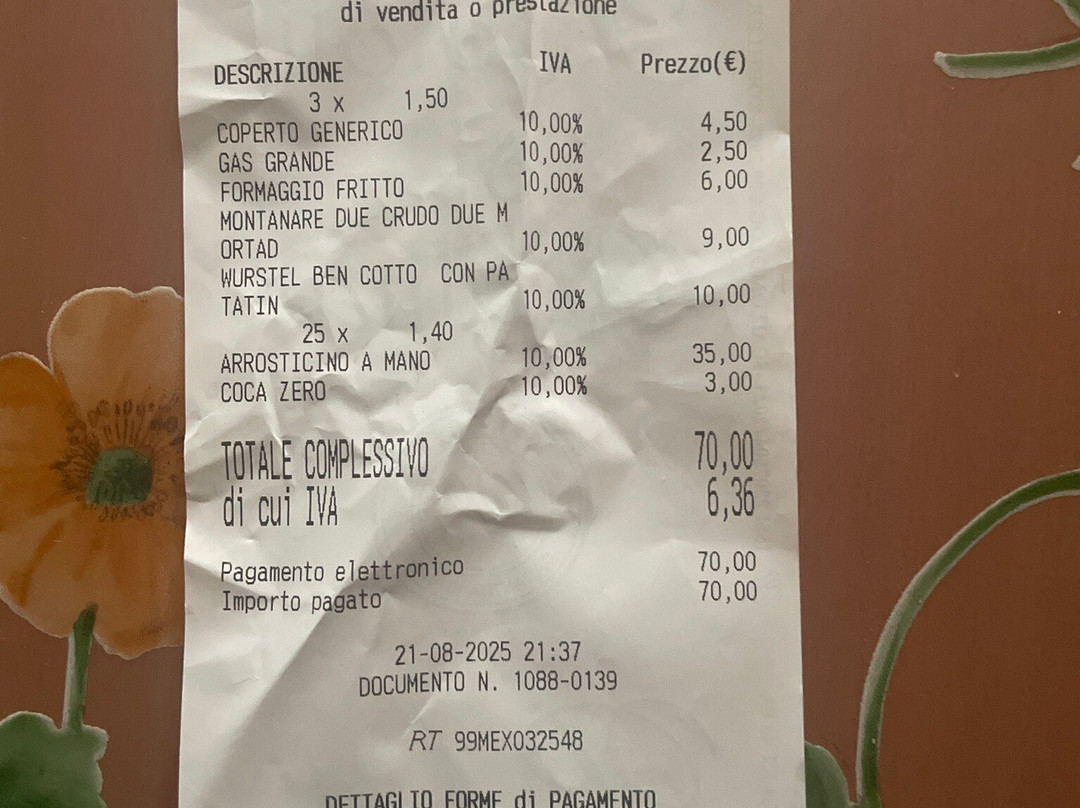 di vendita o prestazione
DESCRIZIONE IVA Prezzo(€)
3 x 1,50
COPERTO GENERICO 10,00% 4,50
GAS GRANDE 10,00% 2,50
FORMAGGIO FRITTO 10,00% 6,00
MONTANARE DUE CRUDO DUE M
ORTAD 10,00% 9,00
WURSTEL BEN COTTO CON PA
TATIN 10,00% 10,00
25 x 1,40
ARROSTICINO A MANO 10,00% 35,00
COCA ZERO 10,00% 3,00
TOTALE COMPLESSIVO 70,00
di cui IVA 6,36
Pagamento elettronico 70,00
Importo pagato 70,00
21-08-2025 21:37
DOCUMENTO N. 1088-0139
RT 99MEX032548
DETTAGLIO FORME di PAGAMENTO